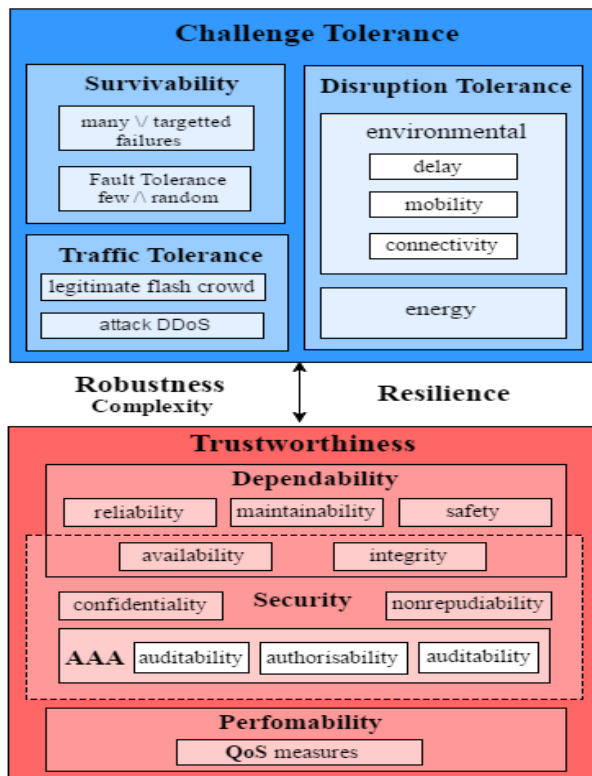 Challenge Tolerance
Survivability
many \/ targetted
failures
Fault Tolerance
few /\ random
Traffic Tolerance
legitimate flash crowd
attack DDoS
Disruption Tolerance
environmental
delay
mobility
connectivity
energy
Robustness
Complexity
Resilience
Trustworthiness
Dependability
reliability
maintainability
safety
availability
integrity
confidentiality
Security
nonrepudiability
AAA
auditability
authorisability
auditability
Perfomability
QoS measures